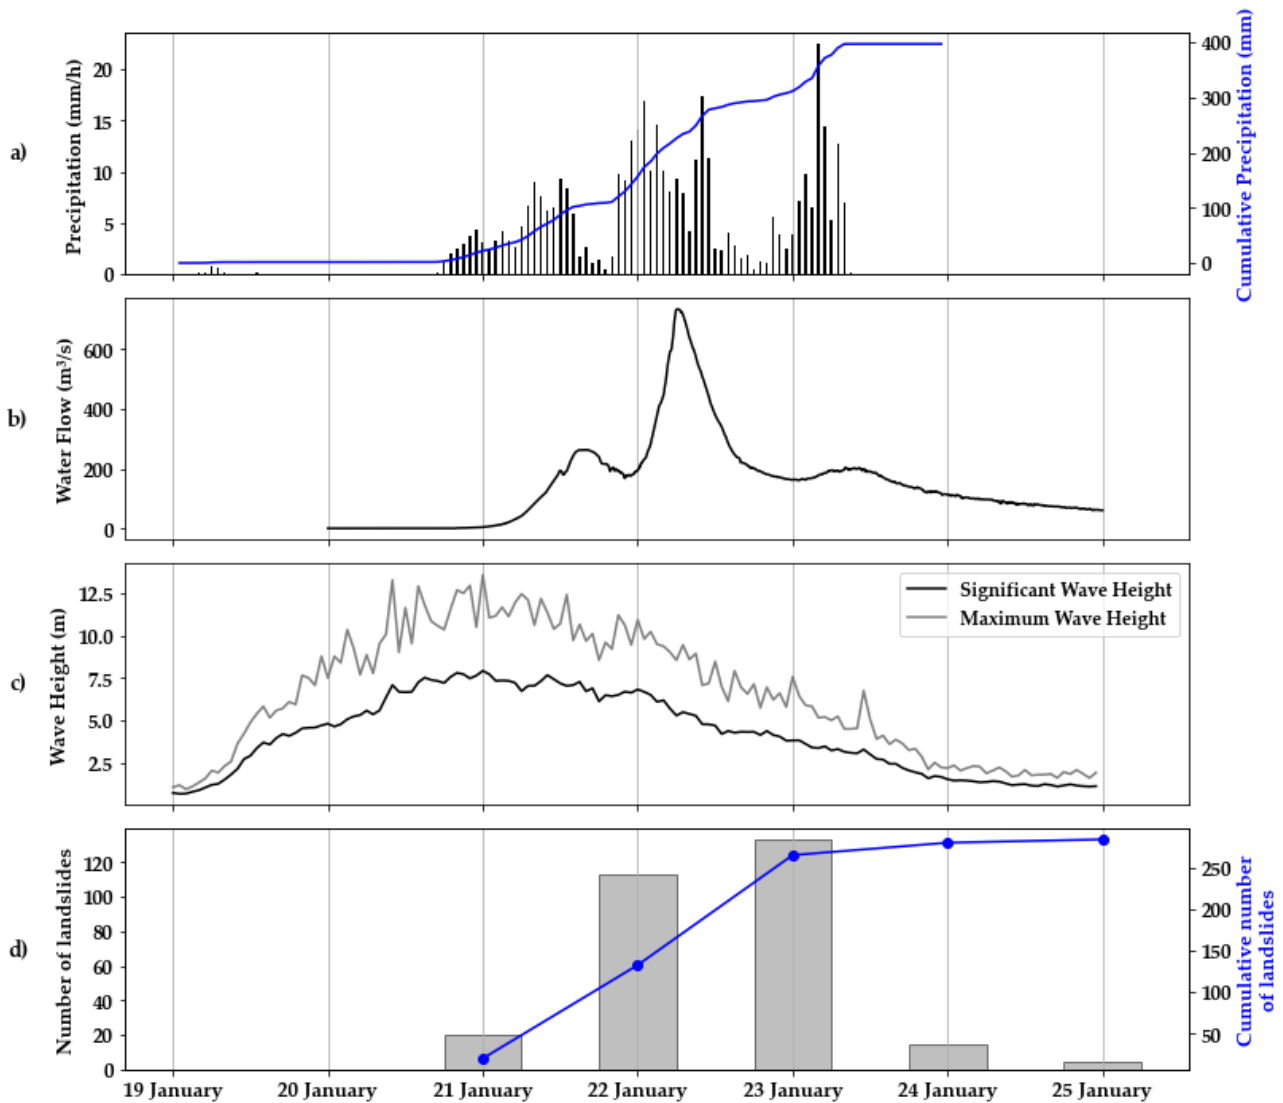 a)
Precipitation (mm/h)
20
15
10
5
0
400
300
200
100
0
Cumulative Precipitation (mm)
b)
Water Flow (m³/s)
600
400
200
0
c)
Wave Height (m)
12.5
10.0
7.5
5.0
2.5
Significant Wave Height
Maximum Wave Height
d)
Number of landslides
120
100
80
60
40
20
0
250
200
150
100
50
Cumulative number
of landslides
19 January 20 January 21 January 22 January 23 January 24 January 25 January